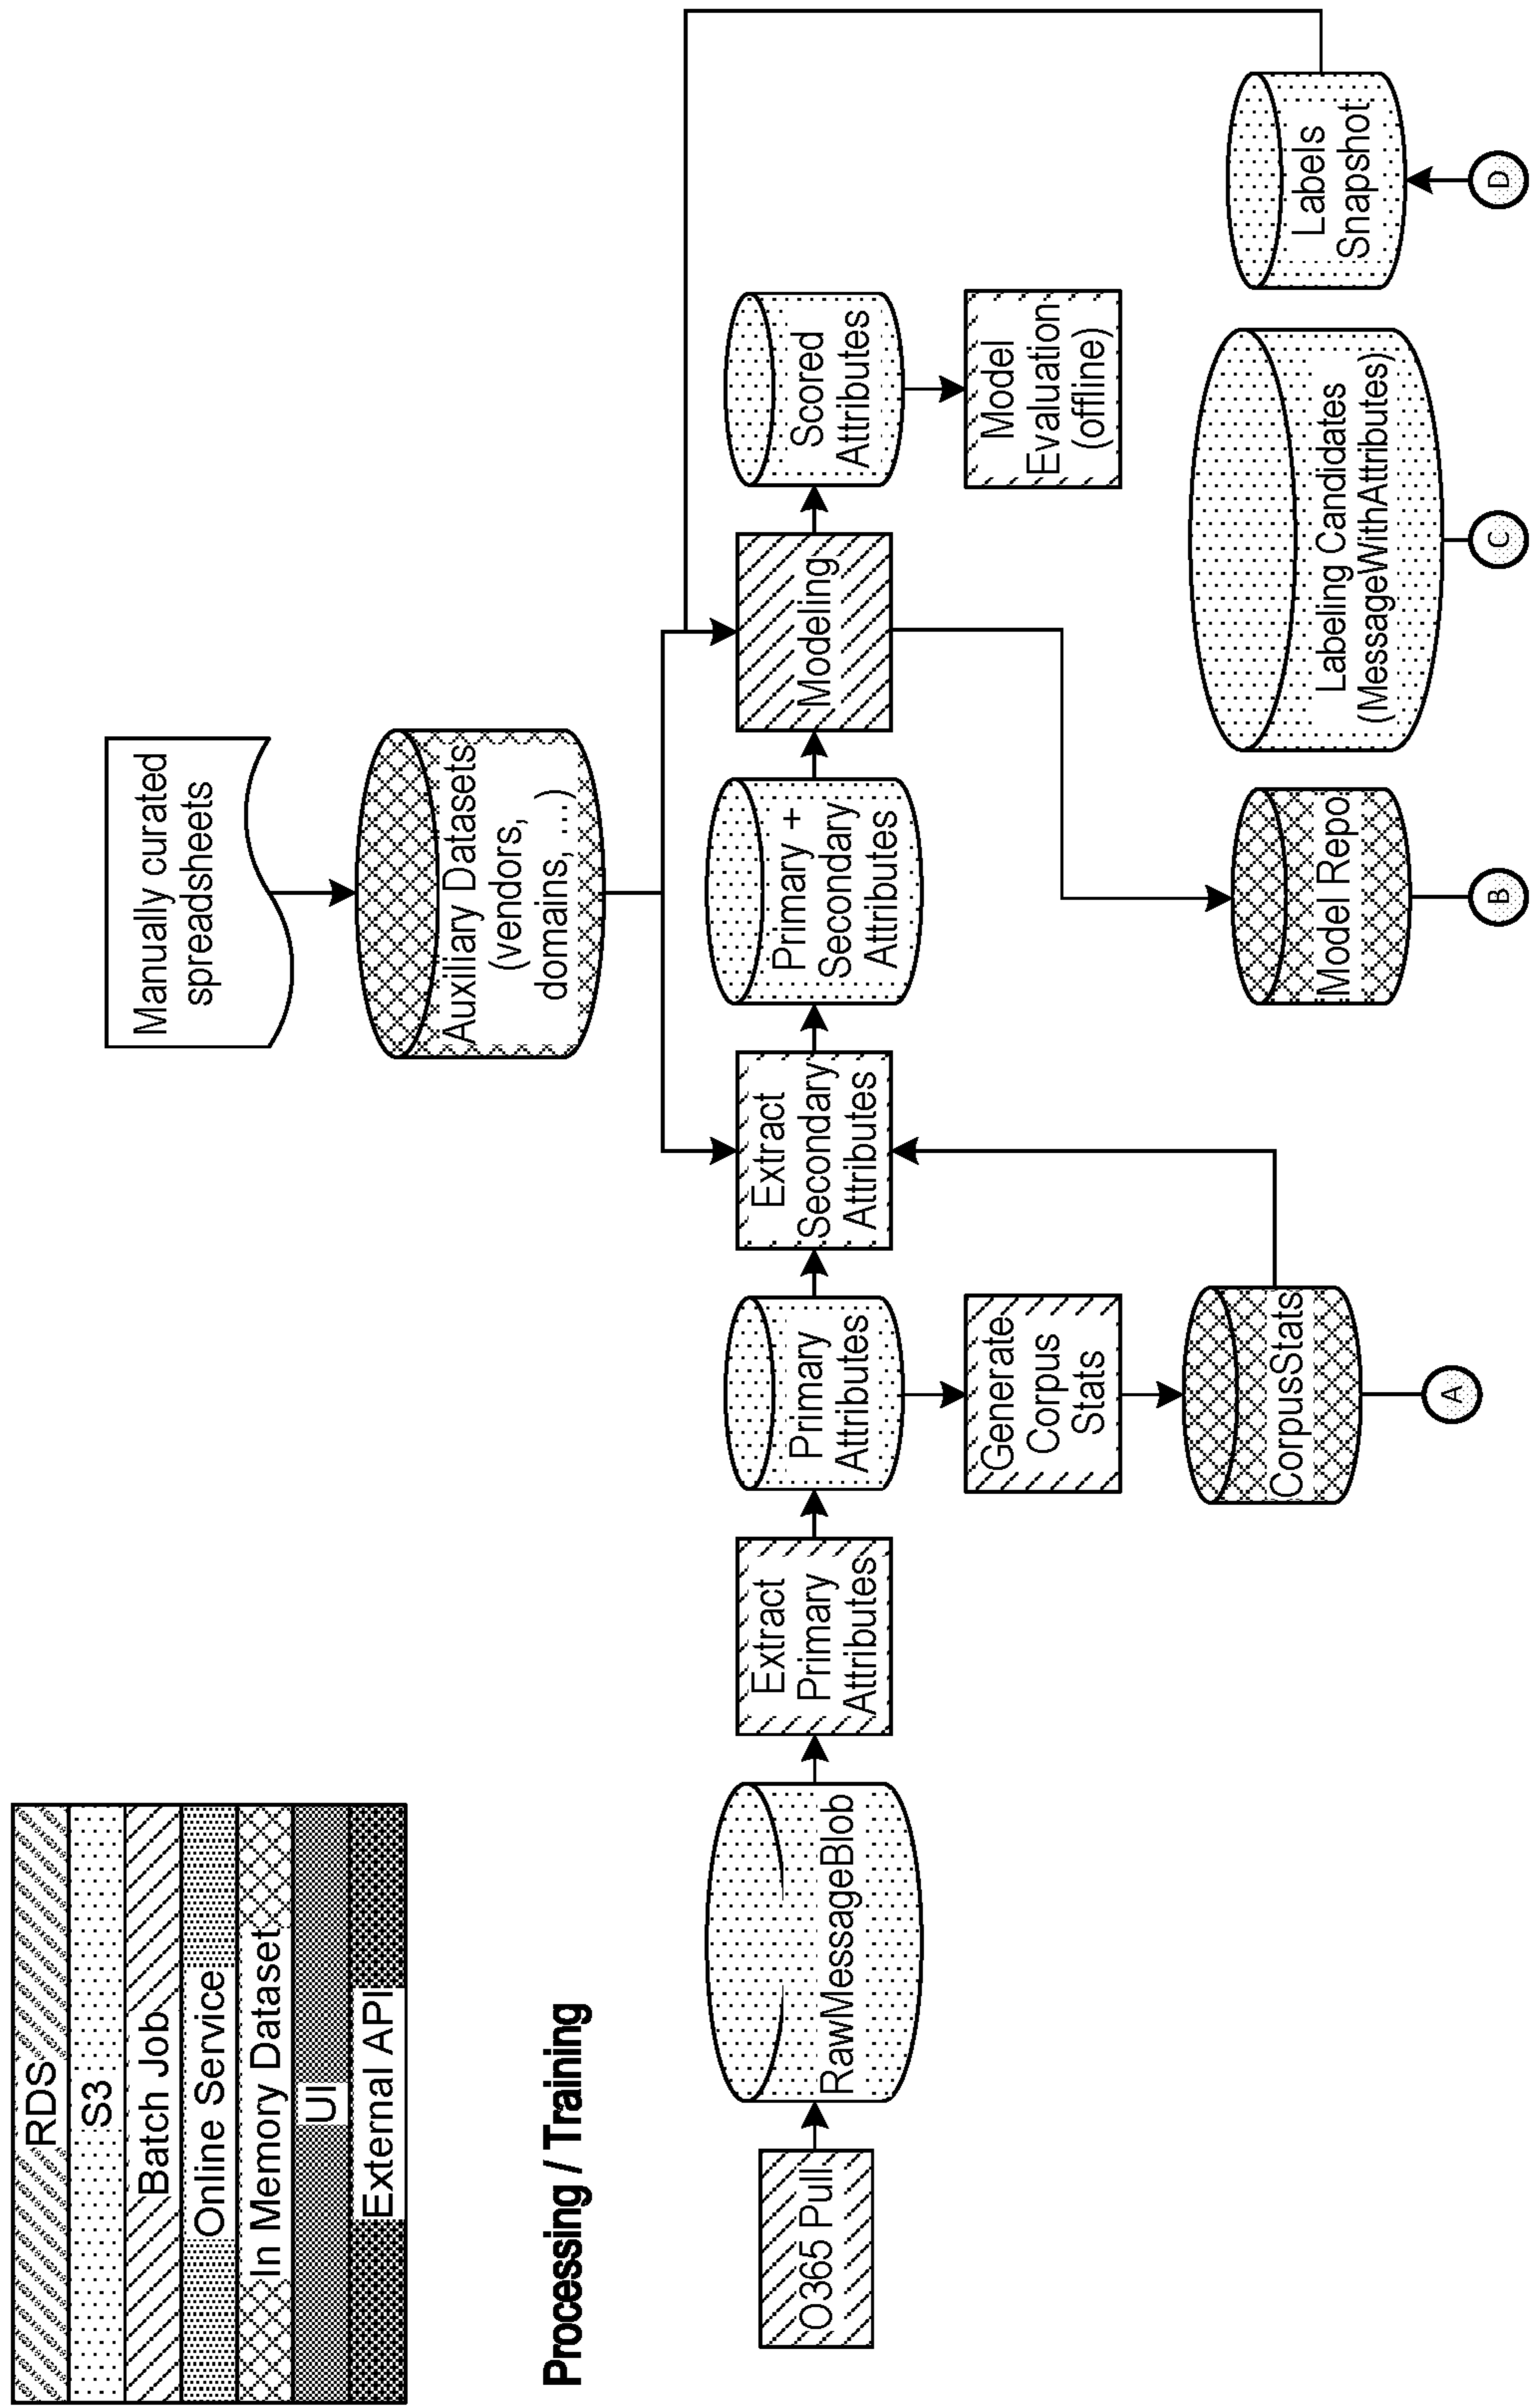 RDS
S3
Batch Job
Online Service
In Memory Dataset
UI
External API
Manually curated
spreadsheets
Auxiliary Datasets
(vendors,
domains, ...)
Processing / Training
O365 Pull
RawMessageBlob
Extract
Primary
Attributes
Primary
Attributes
Extract
Secondary
Attributes
Primary +
Secondary
Attributes
Modeling
Scored
Attributes
Generate
Corpus
Stats
Model
Evaluation
(offline)
CorpusStats
Model Repo
Labeling Candidates
(MessageWithAttributes)
Labels
Snapshot
A
B
C
D